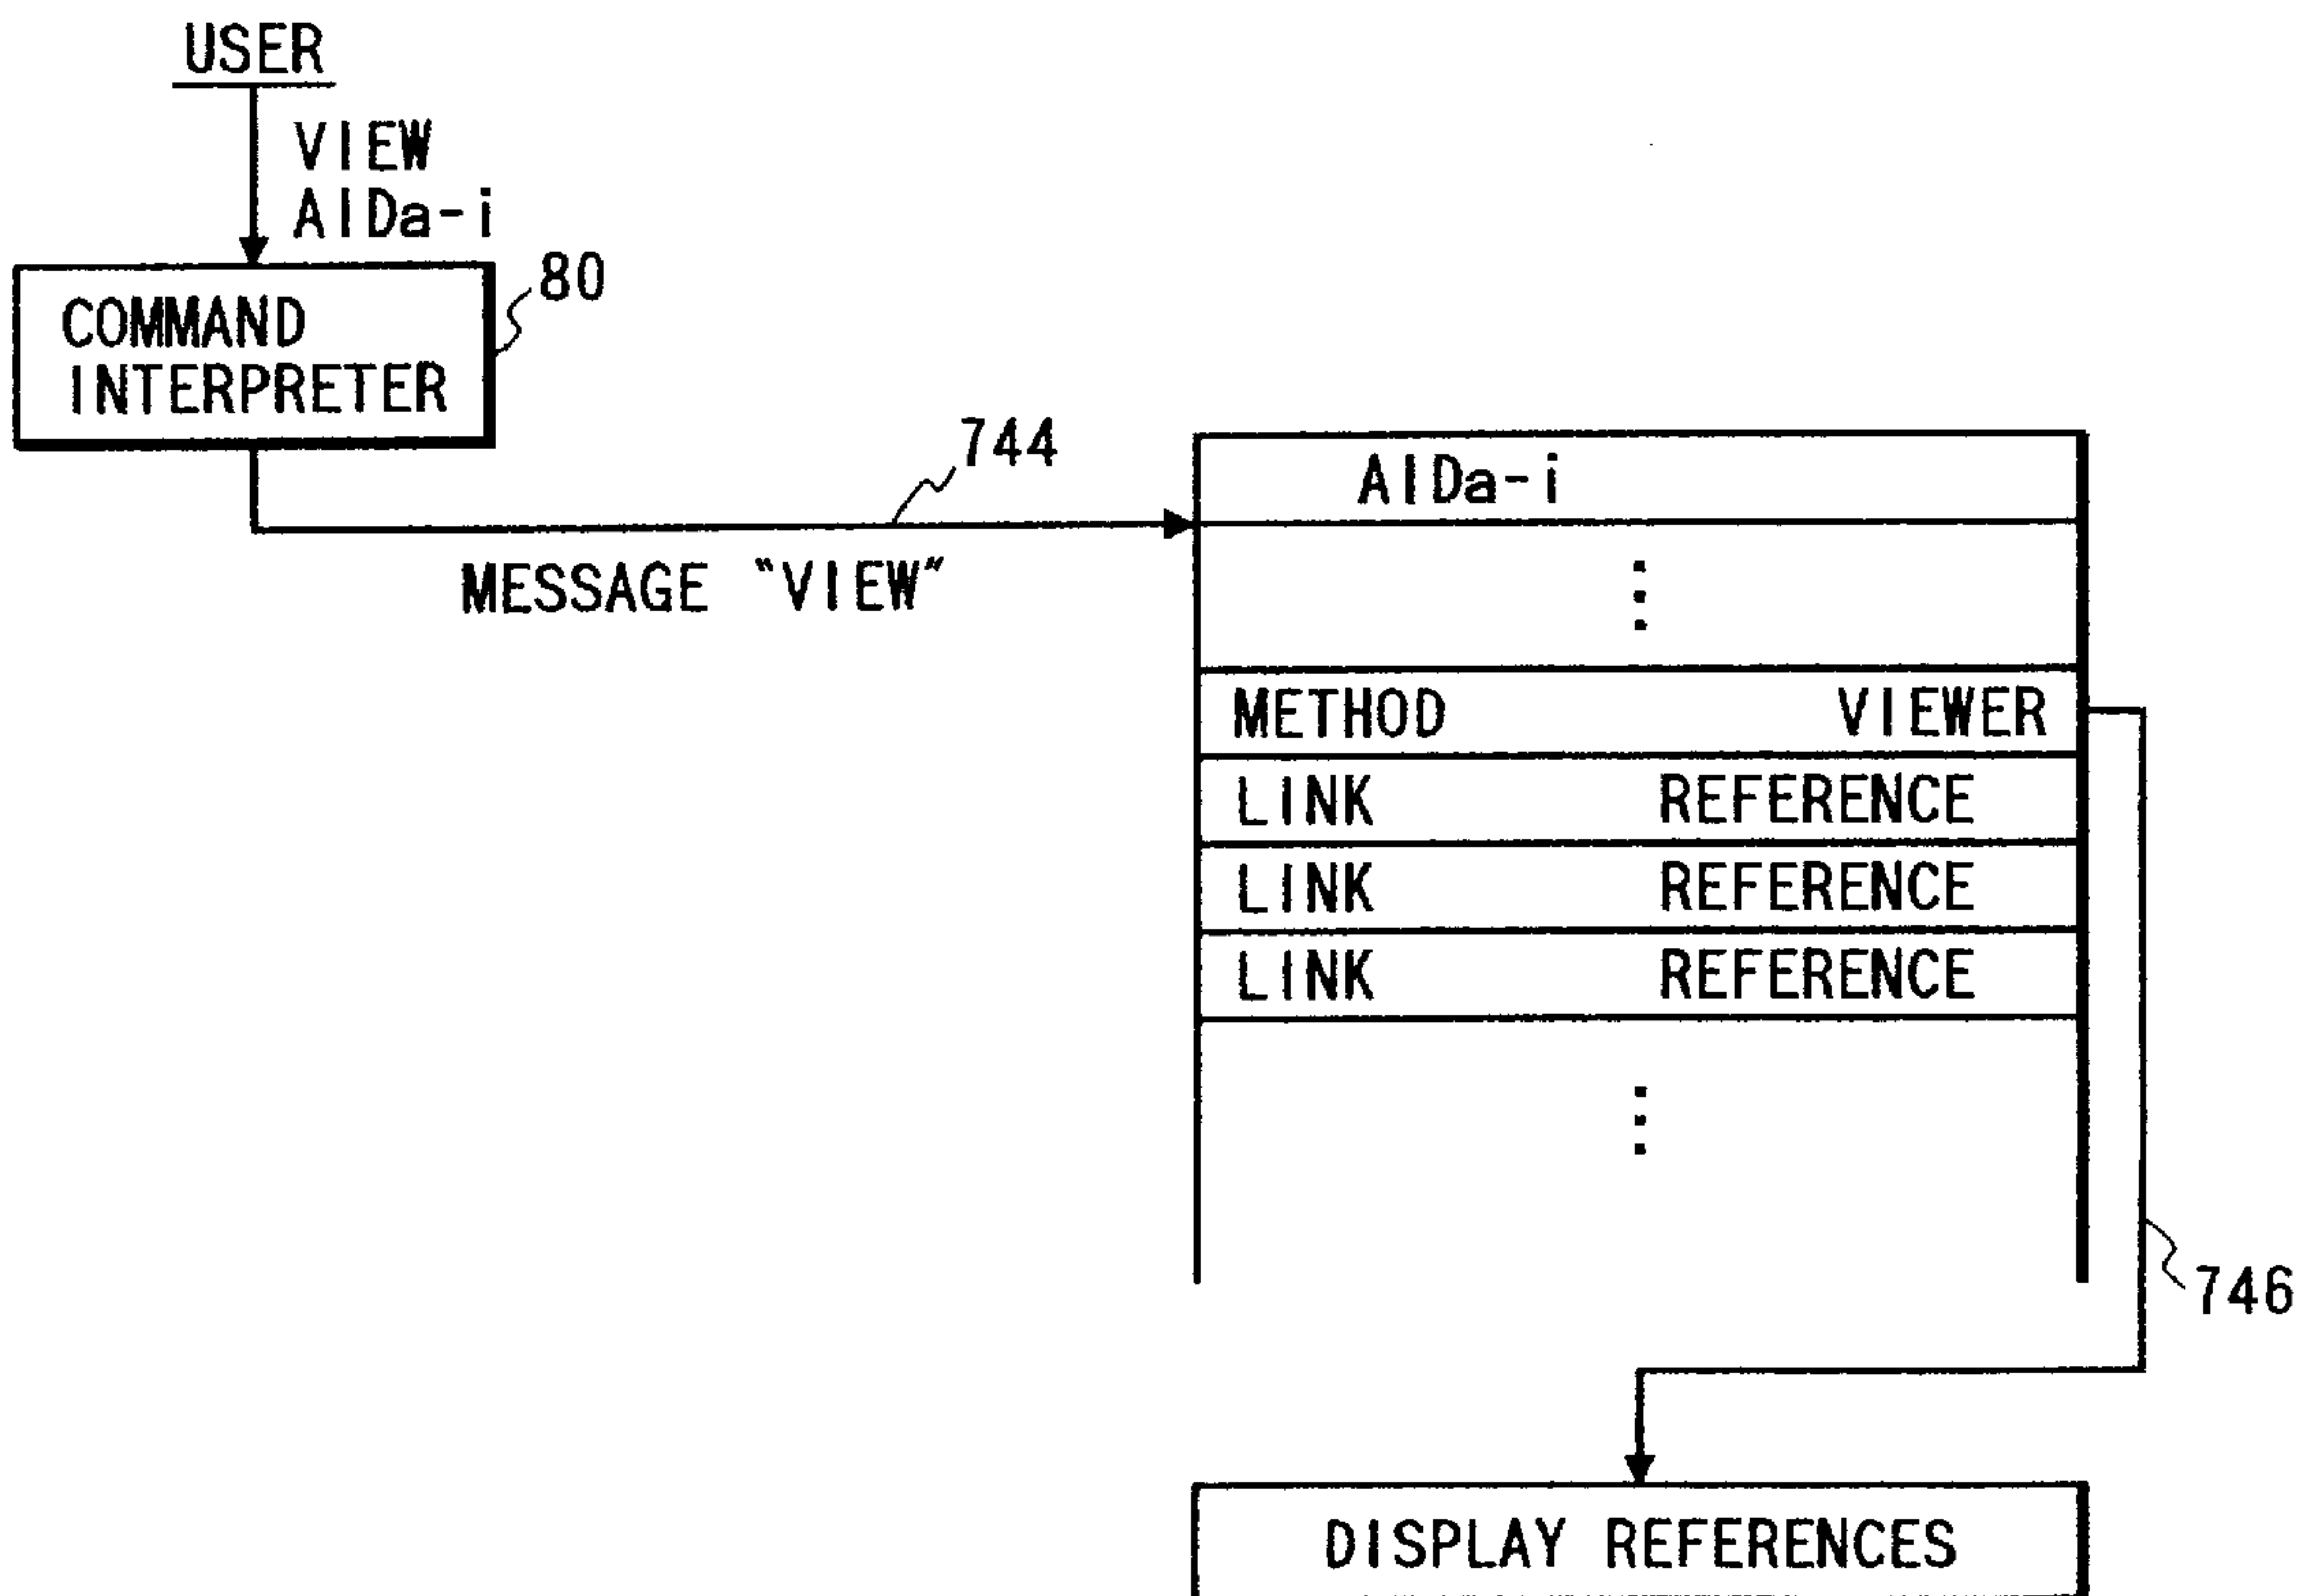 USER
VIEW
AIDa-i
COMMAND
INTERPRETER
80
744
MESSAGE "VIEW"
AIDa-i
METHOD VIEWER
LINK REFERENCE
LINK REFERENCE
LINK REFERENCE
746
DISPLAY REFERENCES